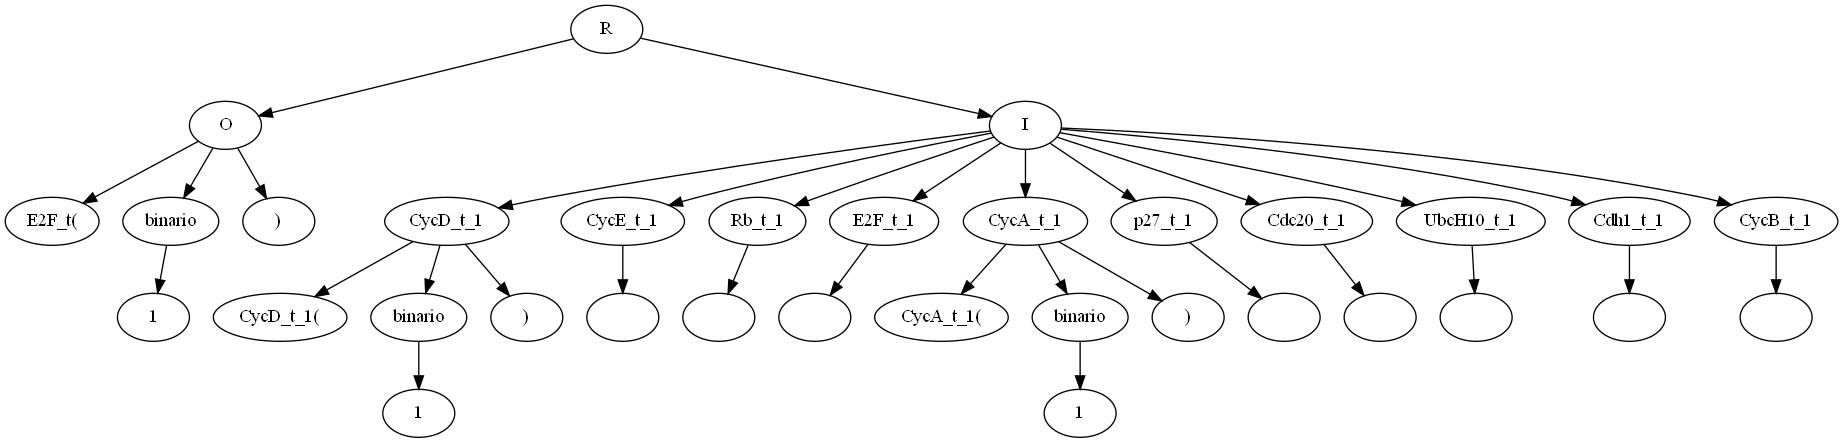 R
O
I
E2F_t(
binario
)
CycD_t_1
CycE_t_1
Rb_t_1
E2F_t_1
CycA_t_1
p27_t_1
Cdc20_t_1
UbcH10_t_1
Cdh1_t_1
CycB_t_1
1
CycD_t_1(
binario
)
CycA_t_1(
binario
)
1
1